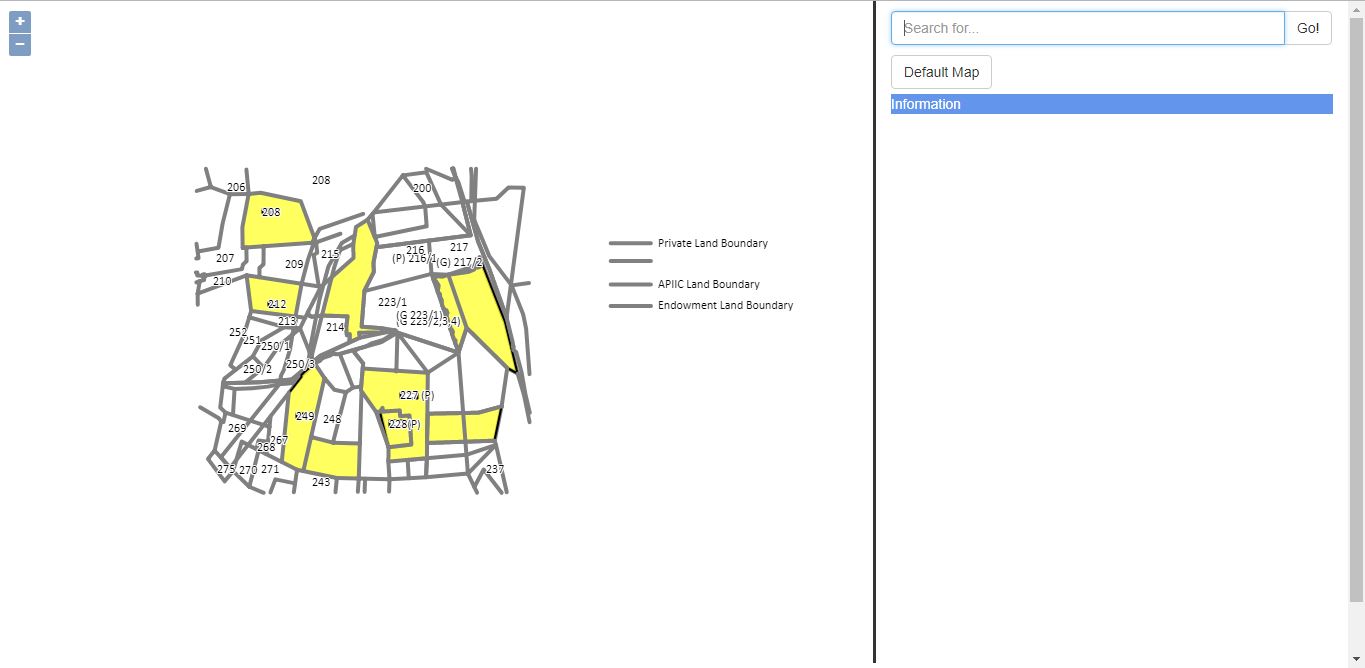 +
−
Search for...
Go!
Default Map
Information
206
208
200
208
207
209
215
216
217
(P) 216/1
(G) 217/2
210
212
213
214
223/1
(G 223/1)
(G 223/2,3,4)
252
251
250/1
250/2
250/3
227 (P)
249
248
228(P)
269
267
268
275
270
271
243
237
Private Land Boundary
APIIC Land Boundary
Endowment Land Boundary